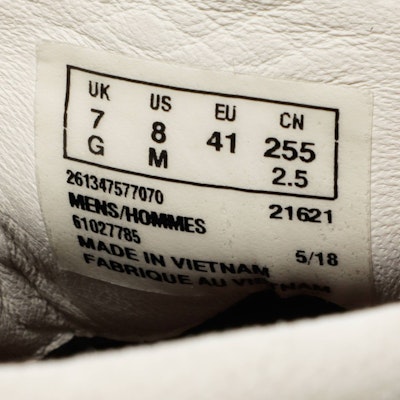 UK US EU CN
7 8 41 255
G M 2.5
261347577070
MENS/HOMMES 21621
61027785
MADE IN VIETNAM 5/18
FABRIQUE AU VIETNAM